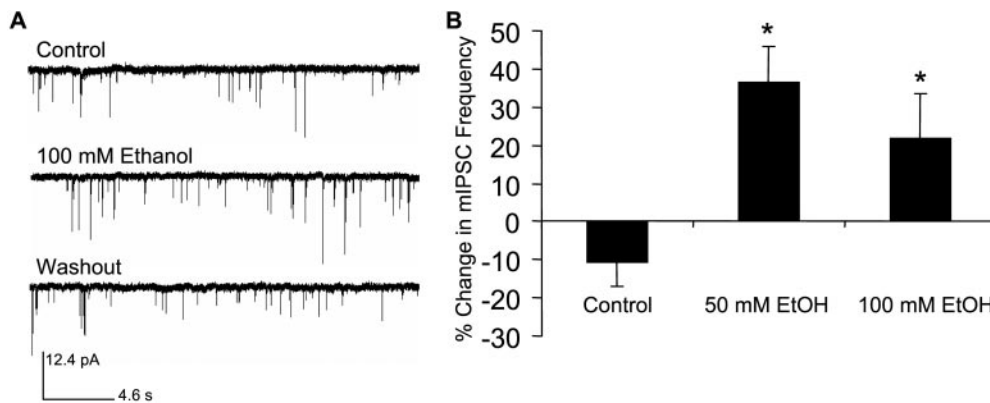 A
Control
100 mM Ethanol
Washout
12.4 pA
4.6 s
B
% Change in mIPSC Frequency
50
40
30
20
10
0
-10
-20
-30
*
*
Control
50 mM EtOH
100 mM EtOH